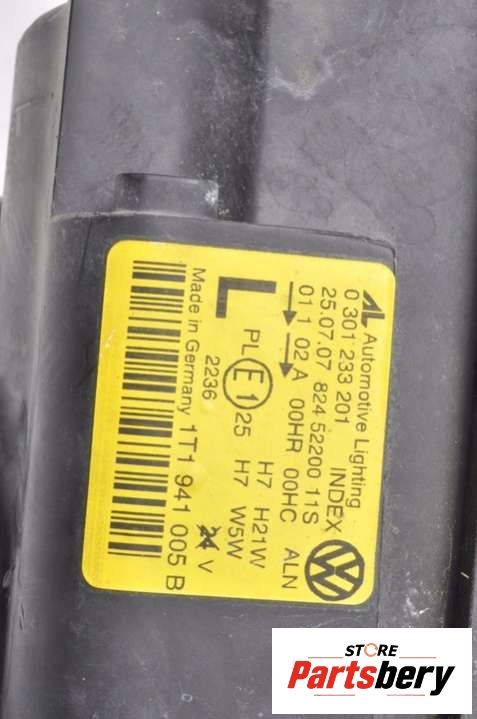 AL Automotive Lighting
0 301 233 201 INDEX
25.07.07 824 52200 11S
01 1 02 A 00HR 00HC ALN
L PL E1 25 H7 H21W
2236 H7 W5W
24 V
Made in Germany 1T1 941 005 B
STORE
Partsbery